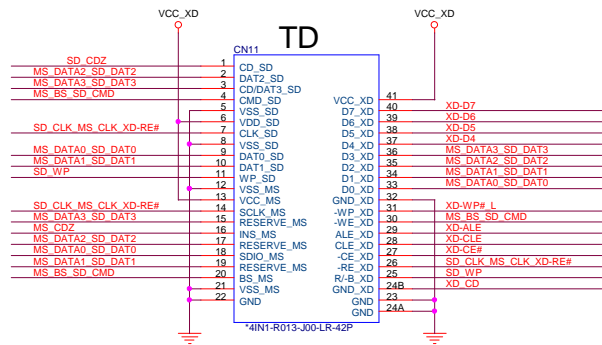 VCC_XD VCC_XD
TD
CN11
SD_CDZ 1 CD_SD
MS_DATA2_SD_DAT2 2 DAT2_SD
MS_DATA3_SD_DAT3 3 CD/DAT3_SD
MS_BS_SD_CMD 4 CMD_SD VCC_XD 41
5 VSS_SD D7_XD 40 XD-D7
6 VDD_SD D6_XD 39 XD-D6
SD_CLK_MS_CLK_XD-RE# 7 CLK_SD D5_XD 38 XD-D5
8 VSS_SD D4_XD 37 XD-D4
MS_DATA0_SD_DAT0 9 DAT0_SD D3_XD 36 MS_DATA3_SD_DAT3
MS_DATA1_SD_DAT1 10 DAT1_SD D2_XD 35 MS_DATA2_SD_DAT2
SD_WP 11 WP_SD D1_XD 34 MS_DATA1_SD_DAT1
12 VSS_MS D0_XD 33 MS_DATA0_SD_DAT0
13 VCC_MS GND_XD 32
SD_CLK_MS_CLK_XD-RE# 14 SCLK_MS -WP_XD 31 XD-WP#_L
MS_DATA3_SD_DAT3 15 RESERVE_MS -WE_XD 30 MS_BS_SD_CMD
MS_CDZ 16 INS_MS ALE_XD 29 XD-ALE
MS_DATA2_SD_DAT2 17 RESERVE_MS CLE_XD 28 XD-CLE
MS_DATA0_SD_DAT0 18 SDIO_MS -CE_XD 27 XD-CE#
MS_DATA1_SD_DAT1 19 RESERVE_MS -RE_XD 26 SD_CLK_MS_CLK_XD-RE#
MS_BS_SD_CMD 20 BS_MS R/-B_XD 25 SD_WP
21 VSS_MS GND_XD 24B XD_CD
22 GND GND 23
GND 24A
*4IN1-R013-J00-LR-42P